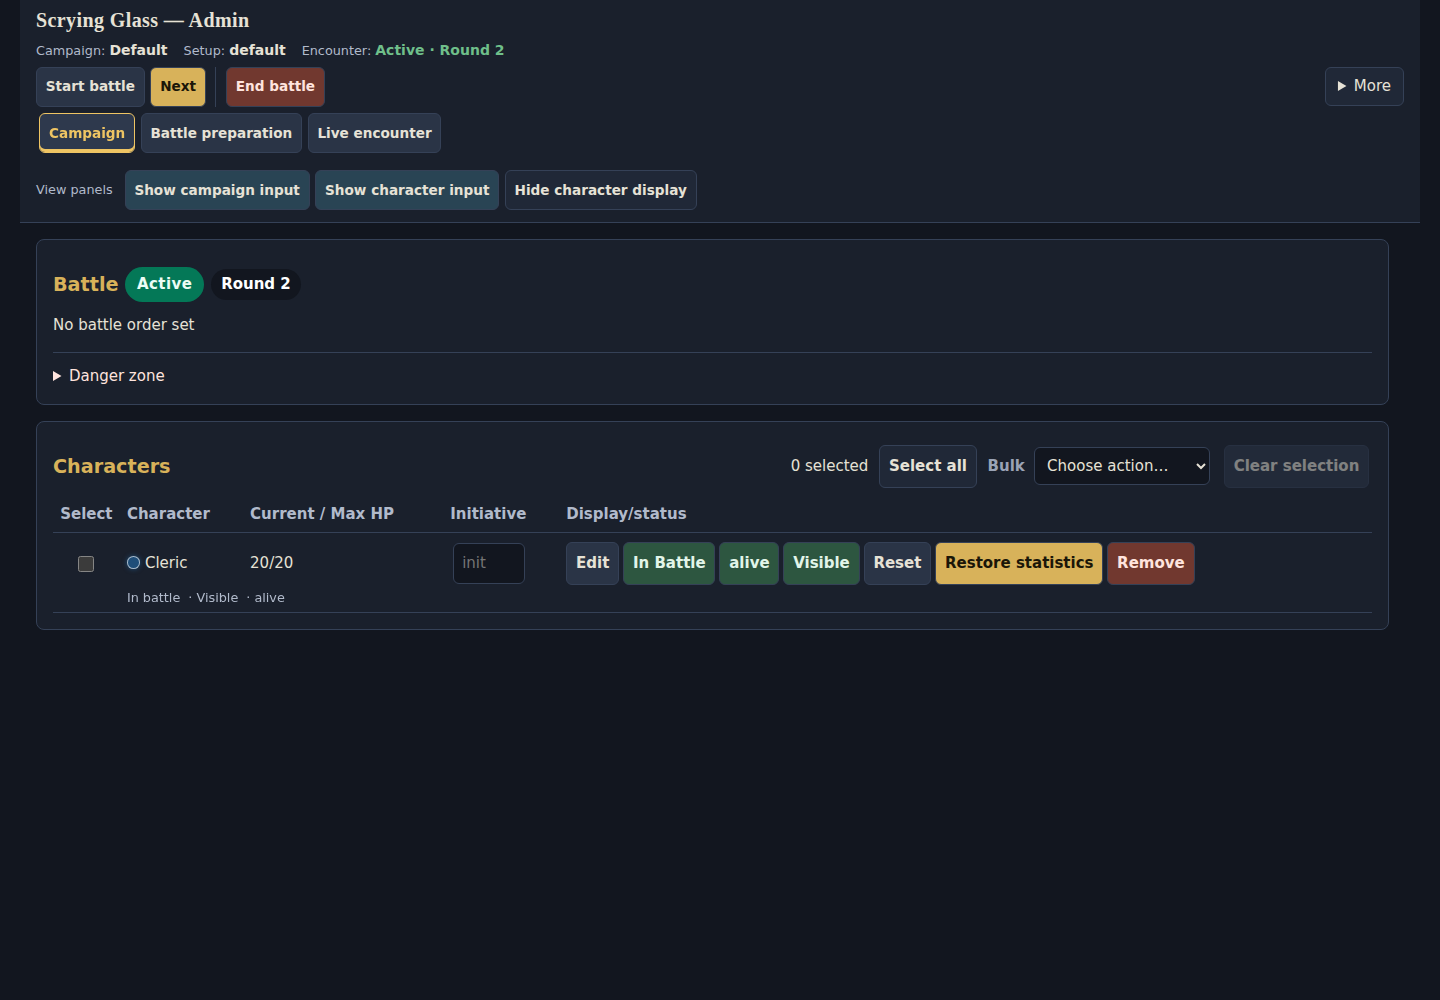 Scrying Glass — Admin
Campaign: Default Setup: default Encounter: Active · Round 2
Start battle Next End battle ▶ More
Campaign Battle preparation Live encounter
View panels Show campaign input Show character input Hide character display
Battle Active Round 2
No battle order set
▶ Danger zone
Characters 0 selected Select all Bulk Choose action... Clear selection
Select Character Current / Max HP Initiative Display/status
Cleric 20/20 init Edit In Battle alive Visible Reset Restore statistics Remove
In battle · Visible · alive